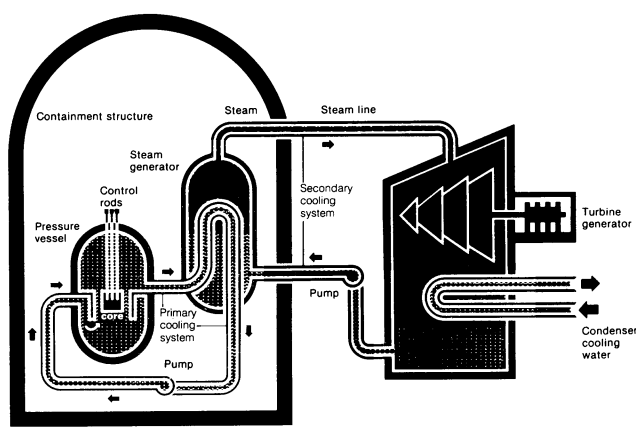 Containment structure
Steam
Steam line
Steam
generator
Control
rods
Pressure
vessel
Secondary
cooling
system
Turbine
generator
core
Primary
cooling
system
Pump
Pump
Condenser
cooling
water